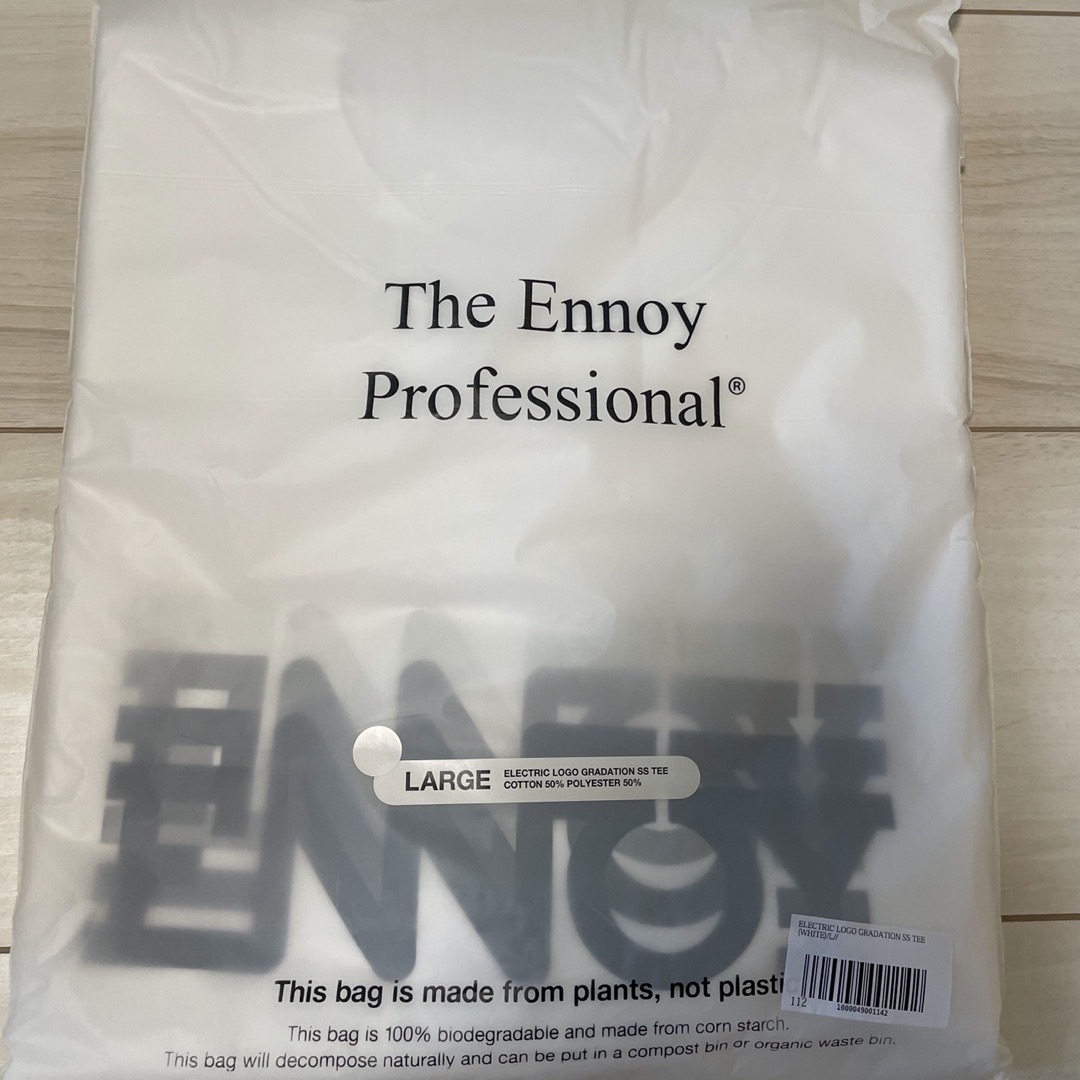 The Ennoy
Professional®
ENNOY
LARGE
ELECTRIC LOGO GRADATION SS TEE
COTTON 50% POLYESTER 50%
ELECTRIC LOGO GRADATION SS TEE
(WHITE)/L//
112
1000049001142
This bag is made from plants, not plastic
This bag is 100% biodegradable and made from corn starch.
This bag will decompose naturally and can be put in a compost bin or organic waste bin.